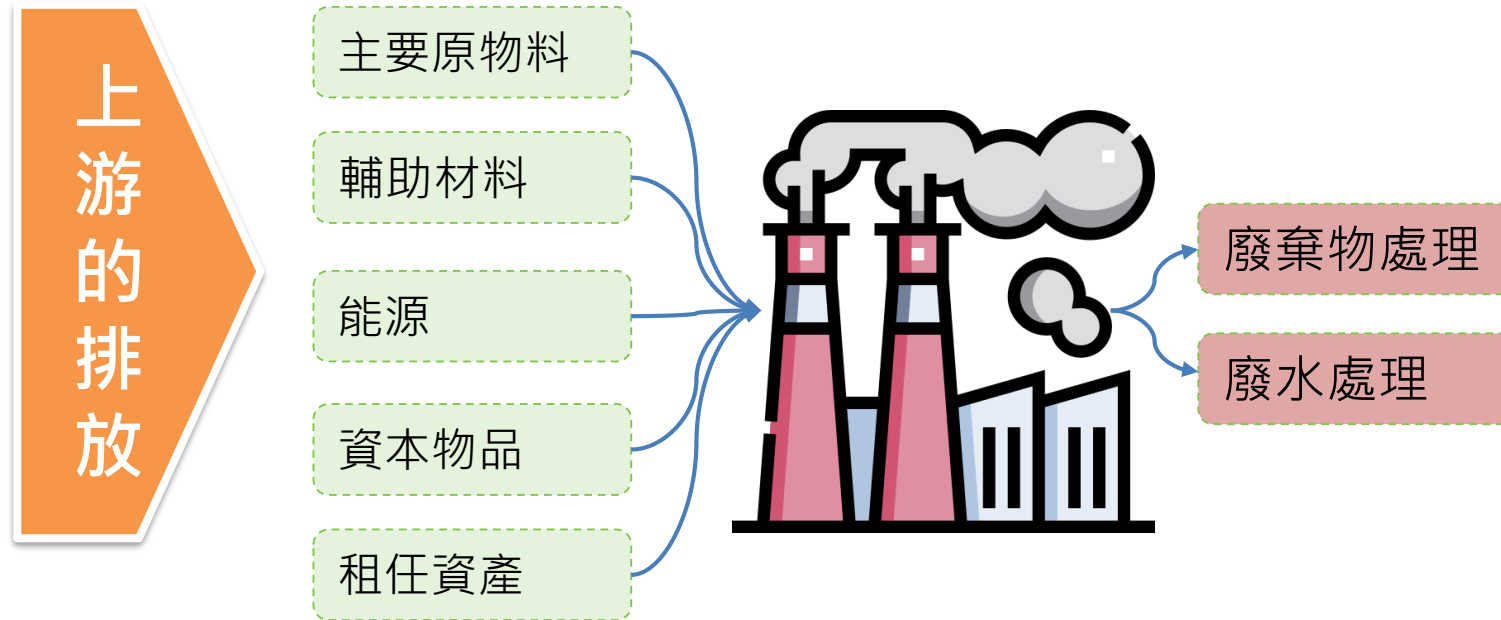 上游的排放
主要原物料
輔助材料
能源
資本物品
租任資產
廢棄物處理
廢水處理